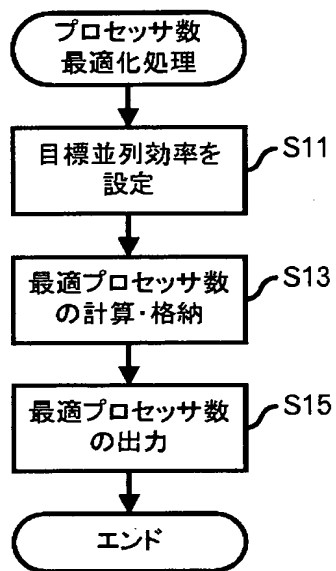 プロセッサ数
最適化処理
目標並列効率を
設定
S11
最適プロセッサ数
の計算・格納
S13
最適プロセッサ数
の出力
S15
エンド